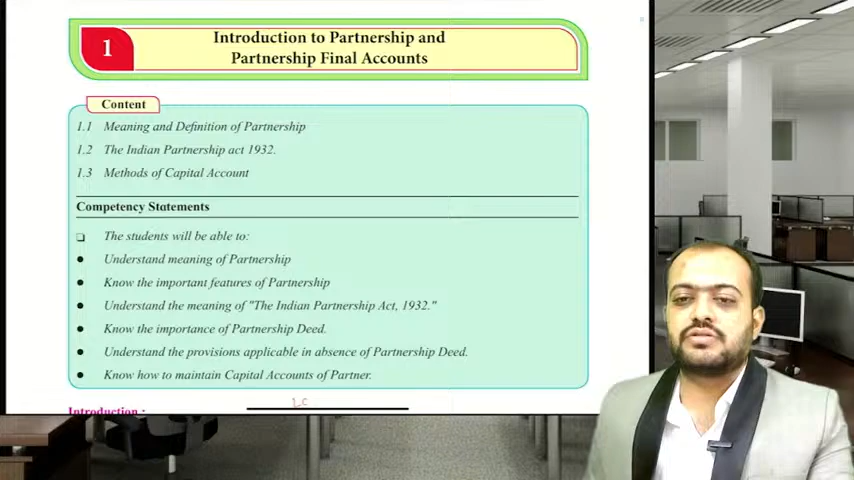 1
Introduction to Partnership and
Partnership Final Accounts
Content
1.1 Meaning and Definition of Partnership
1.2 The Indian Partnership act 1932.
1.3 Methods of Capital Account
Competency Statements
❑ The students will be able to:
● Understand meaning of Partnership
● Know the important features of Partnership
● Understand the meaning of "The Indian Partnership Act, 1932."
● Know the importance of Partnership Deed.
● Understand the provisions applicable in absence of Partnership Deed.
● Know how to maintain Capital Accounts of Partner.
Introduction :